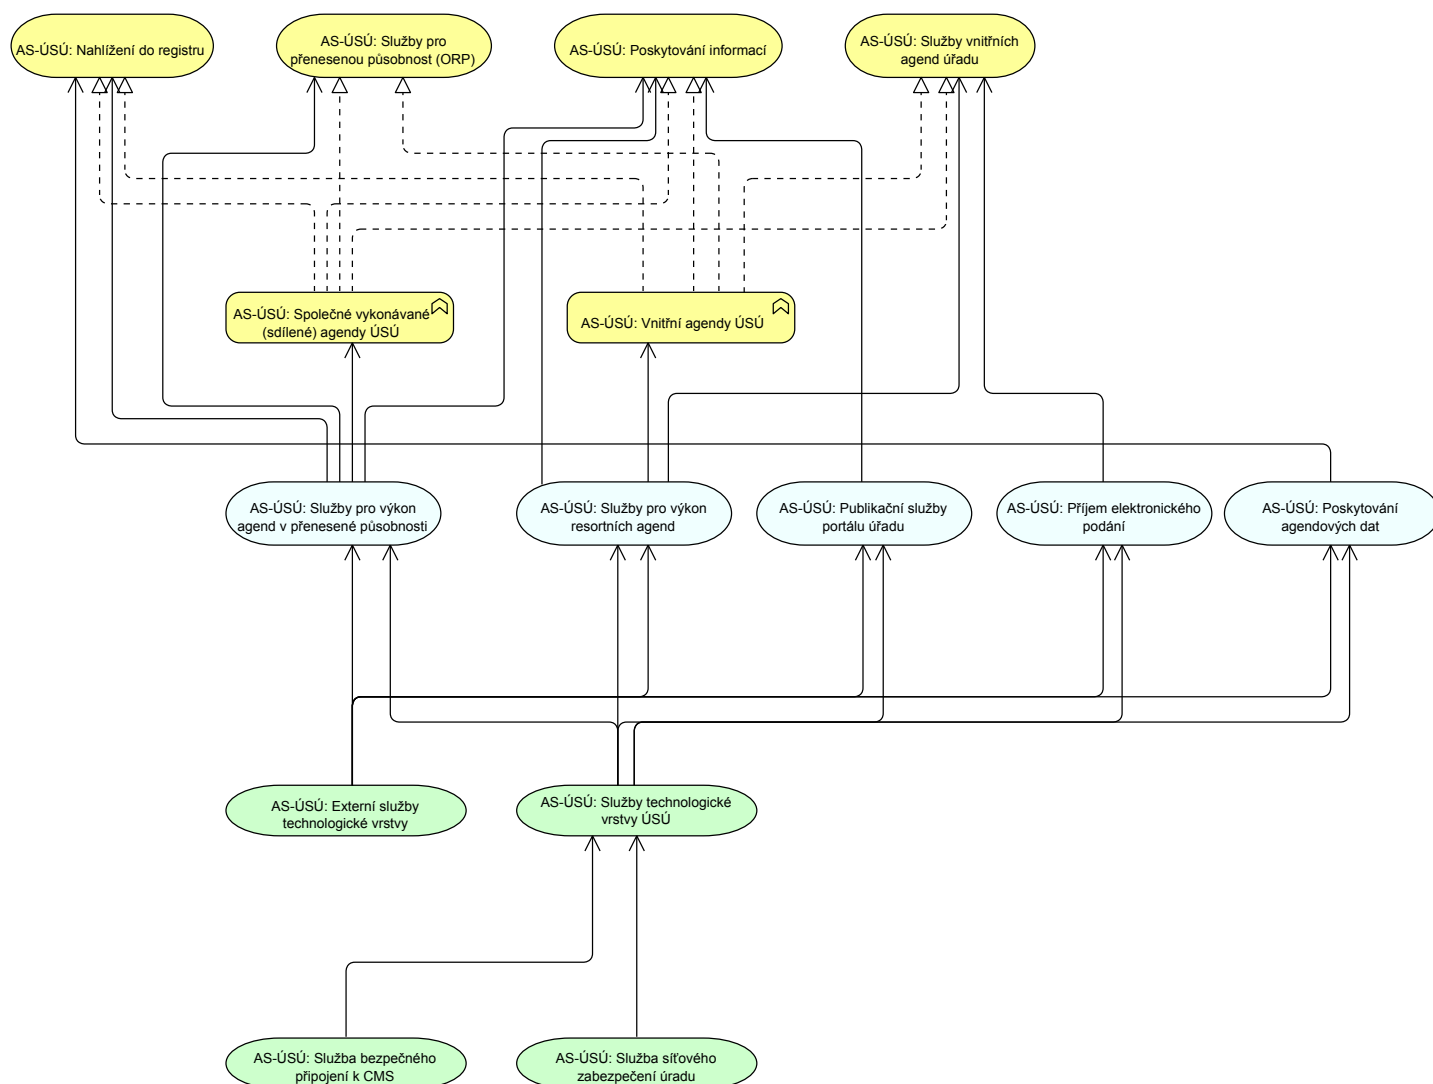 AS-ÚSÚ: Nahlížení do registru
AS-ÚSÚ: Služby pro
přenesenou působnost (ORP)
AS-ÚSÚ: Poskytování informací
AS-ÚSÚ: Služby vnitřních
agend úřadu
AS-ÚSÚ: Společné vykonávané
(sdílené) agendy ÚSÚ
AS-ÚSÚ: Vnitřní agendy ÚSÚ
AS-ÚSÚ: Služby pro výkon
agend v přenesené působnosti
AS-ÚSÚ: Služby pro výkon
resortních agend
AS-ÚSÚ: Publikační služby
portálu úřadu
AS-ÚSÚ: Příjem elektronického
podání
AS-ÚSÚ: Poskytování
agendových dat
AS-ÚSÚ: Externí služby
technologické vrstvy
AS-ÚSÚ: Služby technologické
vrstvy ÚSÚ
AS-ÚSÚ: Služba bezpečného
připojení k CMS
AS-ÚSÚ: Služba síťového
zabezpečení úradu